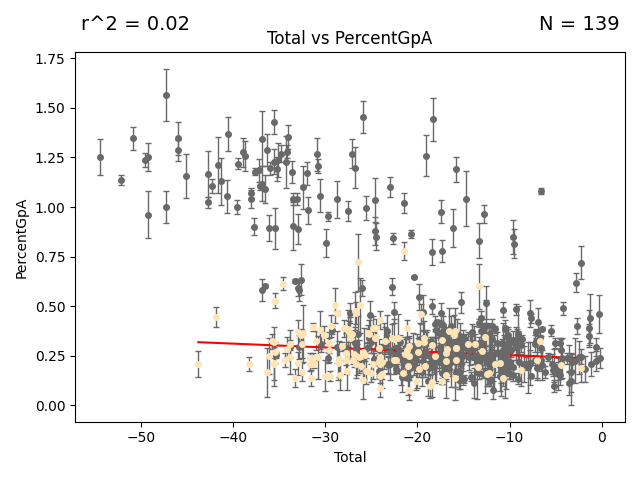 r^2 = 0.02
N = 139
Total vs PercentGpA
1.75
1.50
1.25
1.00
0.75
0.50
0.25
0.00
PercentGpA
−50
−40
−30
−20
−10
0
Total